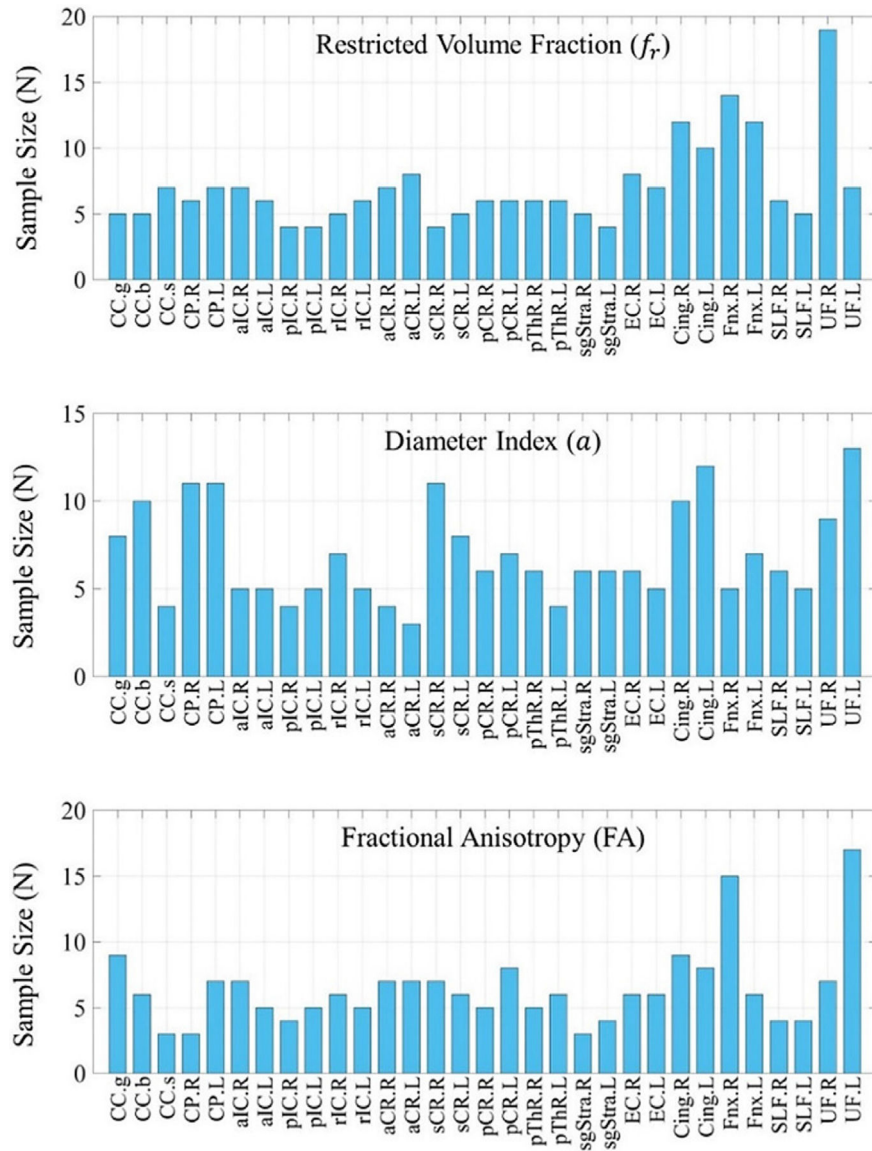 Restricted Volume Fraction (f_r)
Sample Size (N)
20
15
10
5
0
CC.g CC.b CC.s CP.R CP.L aIC.R aIC.L pIC.R pIC.L rIC.R rIC.L aCR.R aCR.L sCR.R sCR.L pCR.R pCR.L pThR.R pThR.L sgStra.R sgStra.L EC.R EC.L Cing.R Cing.L Fnx.R Fnx.L SLF.R SLF.L UF.R UF.L
Diameter Index (a)
Sample Size (N)
15
10
5
0
CC.g CC.b CC.s CP.R CP.L aIC.R aIC.L pIC.R pIC.L rIC.R rIC.L aCR.R aCR.L sCR.R sCR.L pCR.R pCR.L pThR.R pThR.L sgStra.R sgStra.L EC.R EC.L Cing.R Cing.L Fnx.R Fnx.L SLF.R SLF.L UF.R UF.L
Fractional Anisotropy (FA)
Sample Size (N)
20
15
10
5
0
CC.g CC.b CC.s CP.R CP.L aIC.R aIC.L pIC.R pIC.L rIC.R rIC.L aCR.R aCR.L sCR.R sCR.L pCR.R pCR.L pThR.R pThR.L sgStra.R sgStra.L EC.R EC.L Cing.R Cing.L Fnx.R Fnx.L SLF.R SLF.L UF.R UF.L